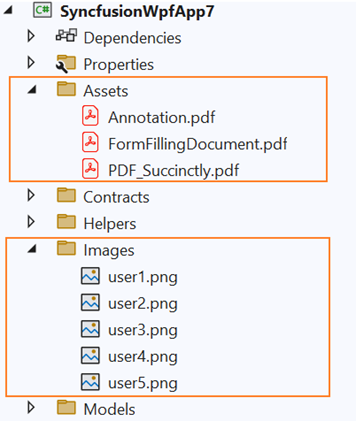 SyncfusionWpfApp7
Dependencies
Properties
Assets
Annotation.pdf
FormFillingDocument.pdf
PDF_Succinctly.pdf
Contracts
Helpers
Images
user1.png
user2.png
user3.png
user4.png
user5.png
Models